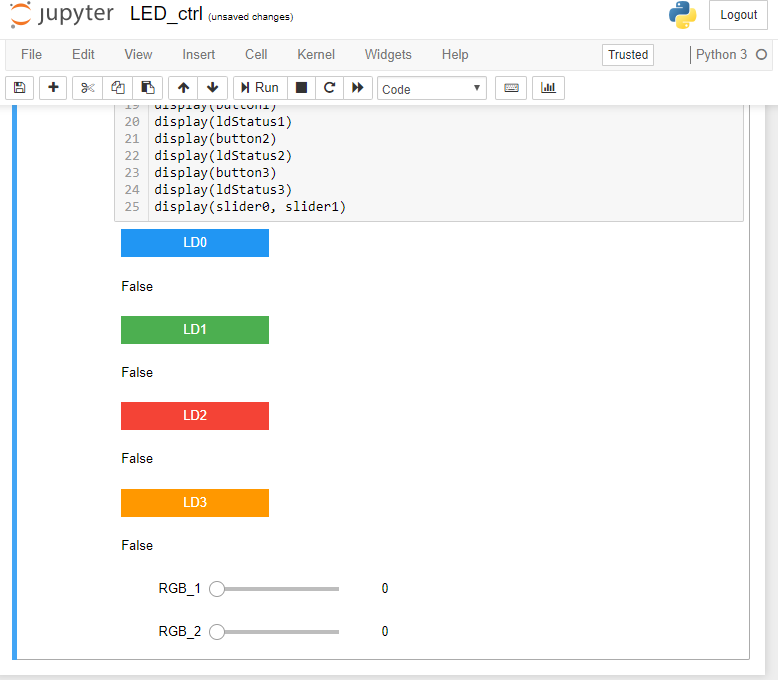 jupyter LED_ctrl (unsaved changes) Logout
File Edit View Insert Cell Kernel Widgets Help Trusted Python 3
Run Code
19 display(button1)
20 display(ldStatus1)
21 display(button2)
22 display(ldStatus2)
23 display(button3)
24 display(ldStatus3)
25 display(slider0, slider1)
LD0
False
LD1
False
LD2
False
LD3
False
RGB_1 0
RGB_2 0